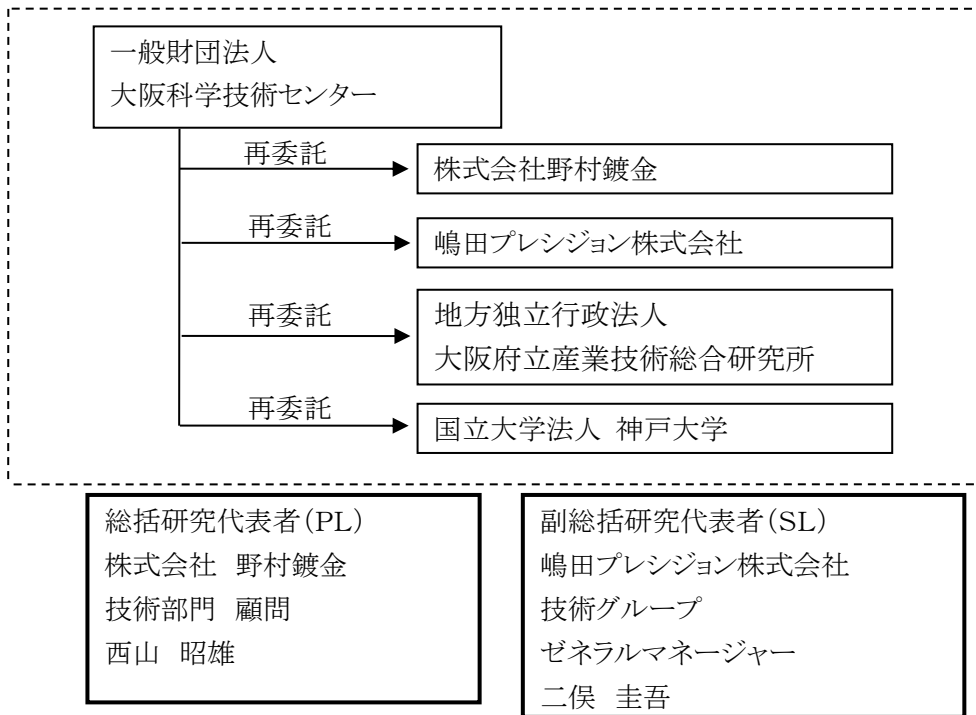 一般財団法人
大阪科学技術センター
再委託
株式会社野村鍍金
再委託
嶋田プレシジョン株式会社
再委託
地方独立行政法人
大阪府立産業技術総合研究所
再委託
国立大学法人 神戸大学
総括研究代表者(PL)
株式会社 野村鍍金
技術部門 顧問
西山 昭雄
副総括研究代表者(SL)
嶋田プレシジョン株式会社
技術グループ
ゼネラルマネージャー
二俣 圭吾